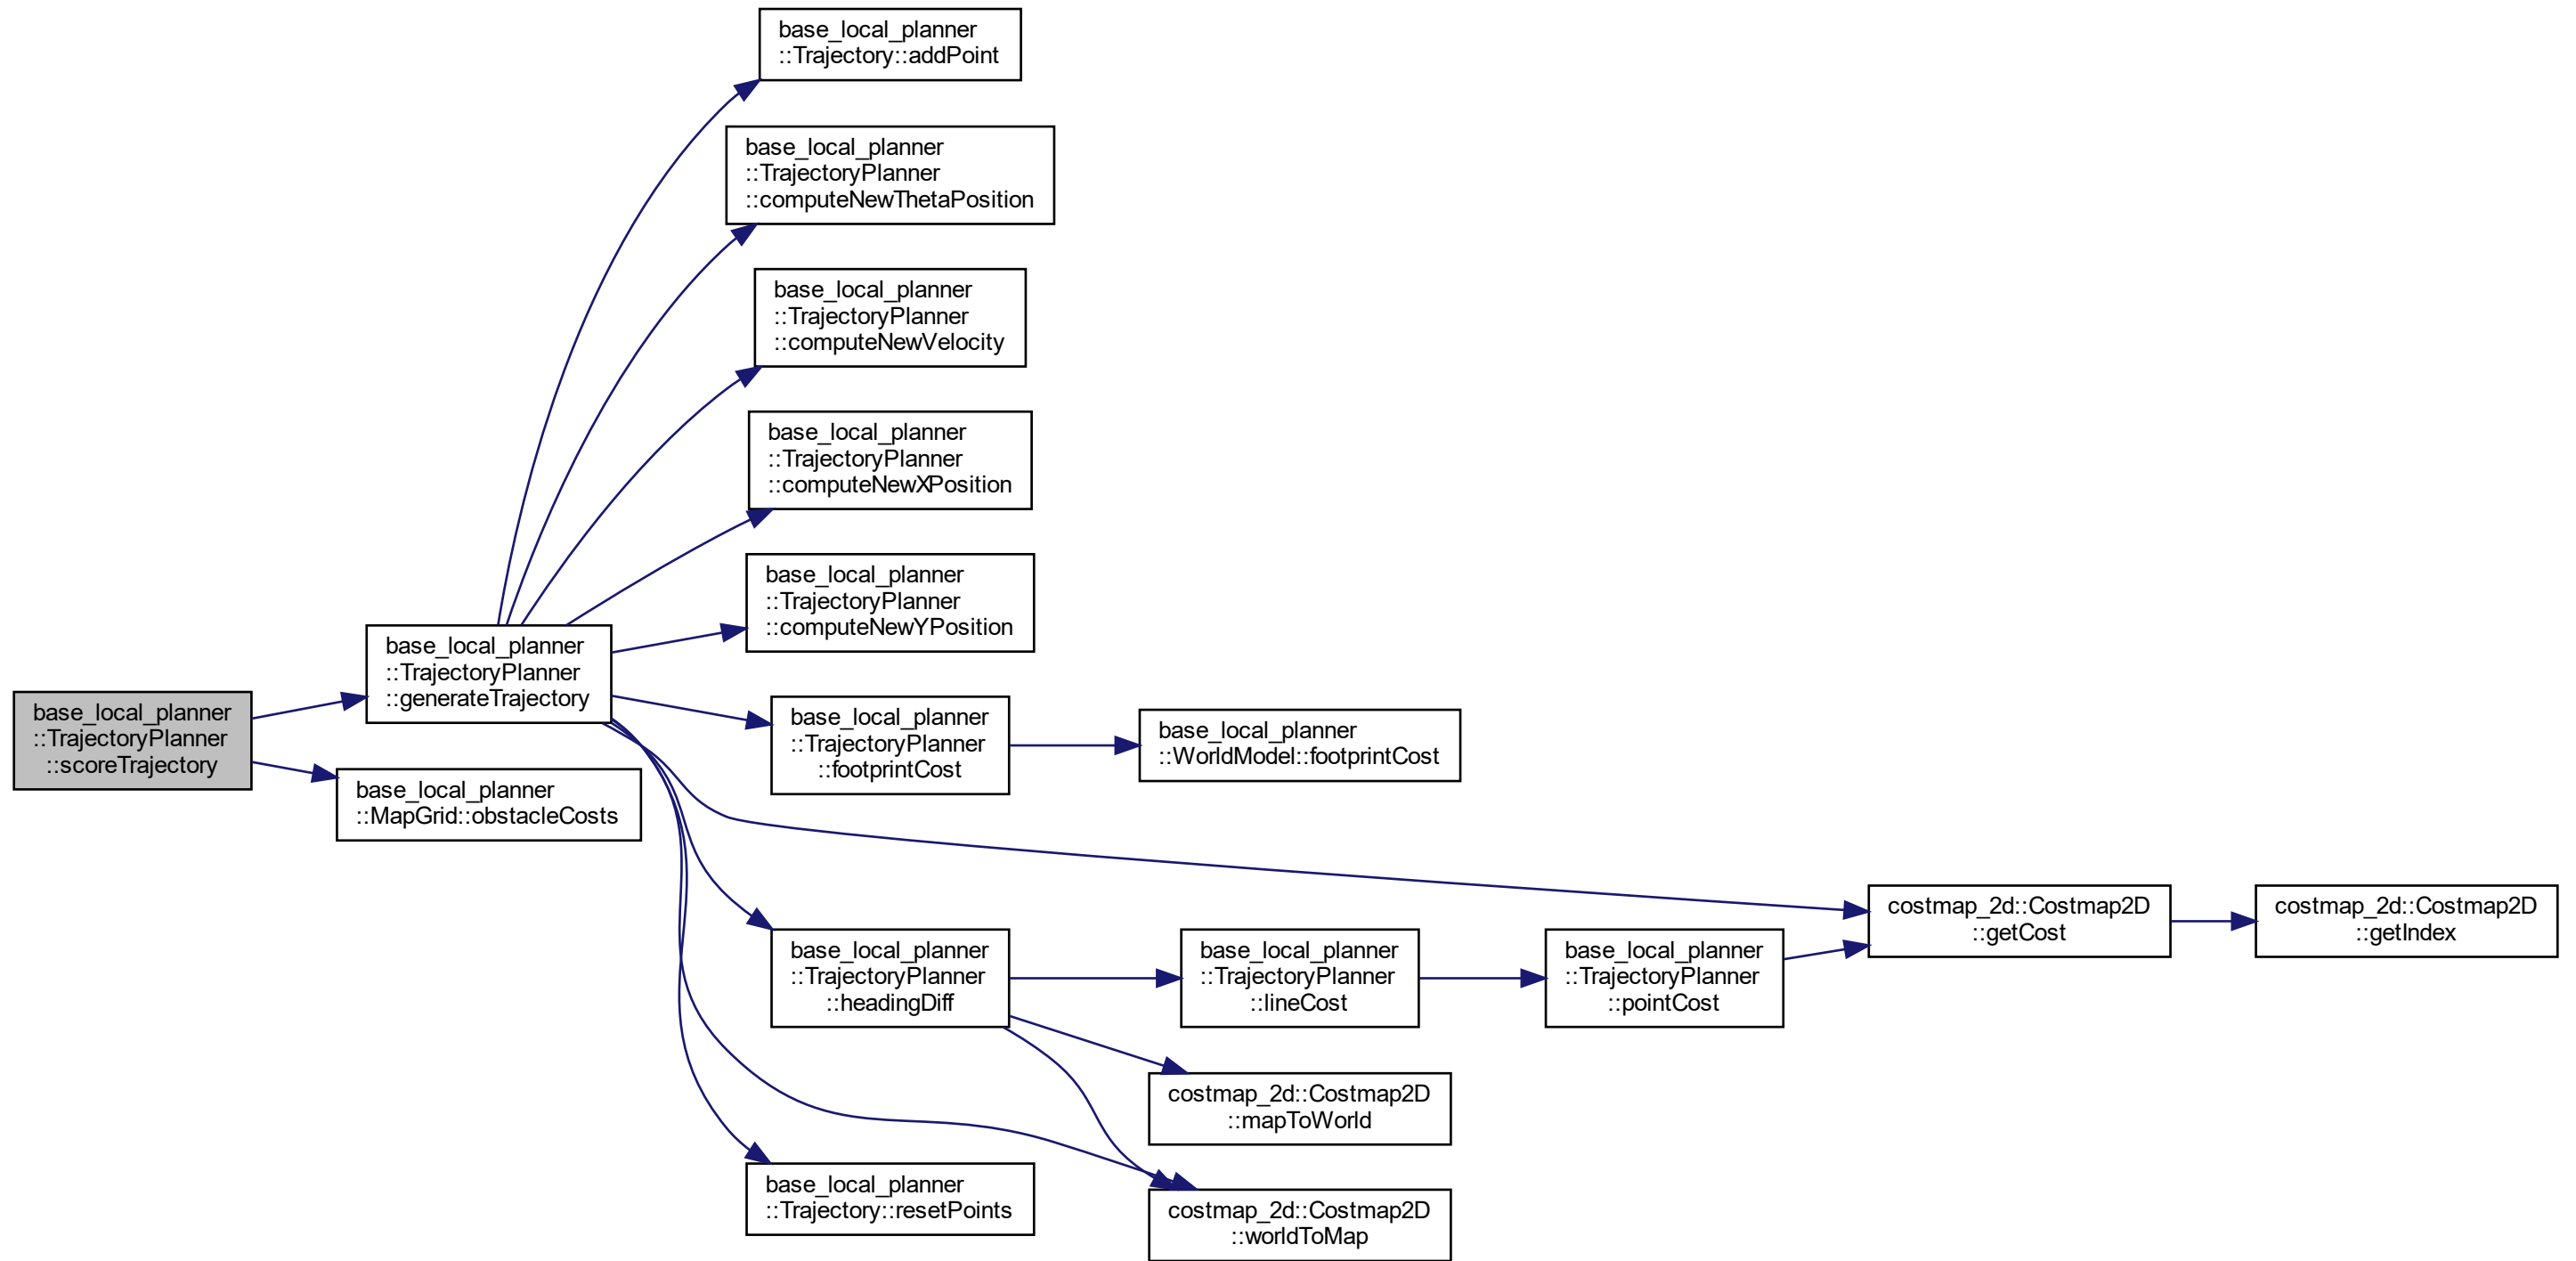 base_local_planner
::Trajectory::addPoint
base_local_planner
::TrajectoryPlanner
::computeNewThetaPosition
base_local_planner
::TrajectoryPlanner
::computeNewVelocity
base_local_planner
::TrajectoryPlanner
::computeNewXPosition
base_local_planner
::TrajectoryPlanner
::computeNewYPosition
base_local_planner
::TrajectoryPlanner
::generateTrajectory
base_local_planner
::TrajectoryPlanner
::scoreTrajectory
base_local_planner
::MapGrid::obstacleCosts
base_local_planner
::TrajectoryPlanner
::footprintCost
base_local_planner
::WorldModel::footprintCost
costmap_2d::Costmap2D
::getCost
costmap_2d::Costmap2D
::getIndex
base_local_planner
::TrajectoryPlanner
::headingDiff
base_local_planner
::TrajectoryPlanner
::lineCost
base_local_planner
::TrajectoryPlanner
::pointCost
costmap_2d::Costmap2D
::mapToWorld
base_local_planner
::Trajectory::resetPoints
costmap_2d::Costmap2D
::worldToMap